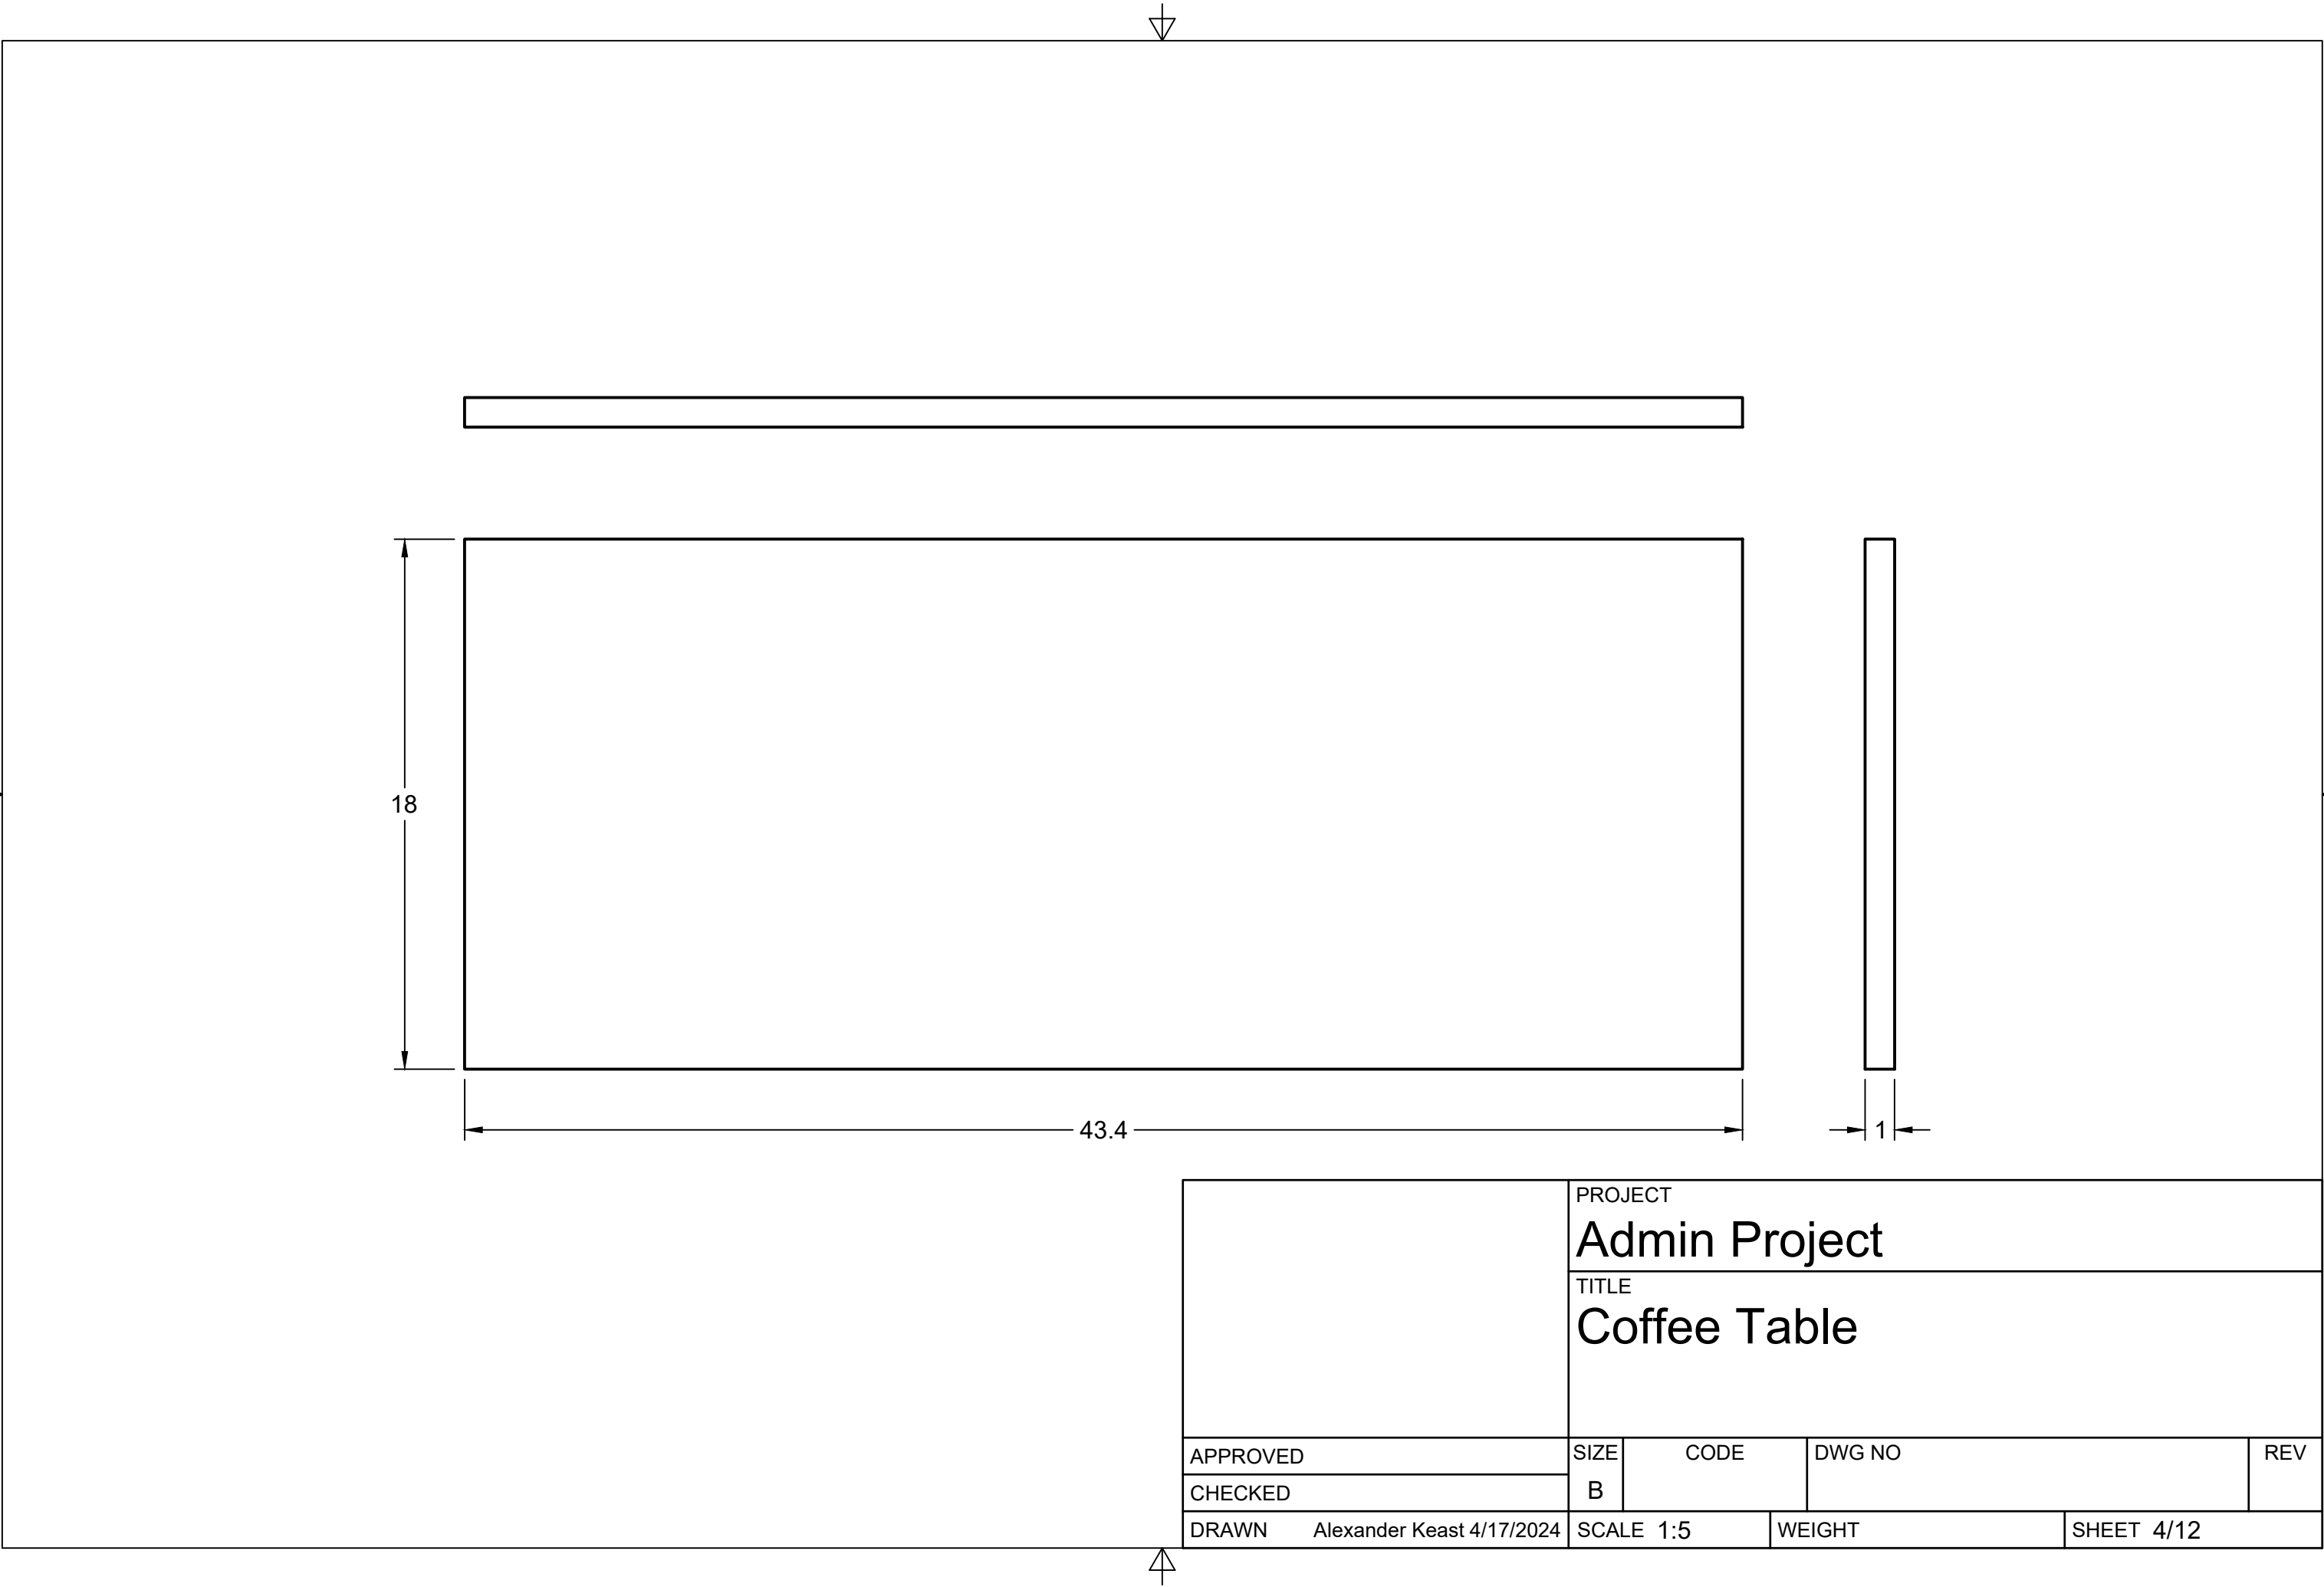 18
43.4
1
PROJECT
Admin Project
TITLE
Coffee Table
APPROVED
CHECKED
DRAWN Alexander Keast 4/17/2024
SIZE CODE DWG NO REV
B
SCALE 1:5 WEIGHT SHEET 4/12